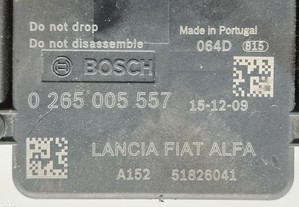 Do not drop
Made in Portugal
Do not disassemble
064D 815
BOSCH
0 265 005 557
15-12-09
LANCIA FIAT ALFA
A152 51826041